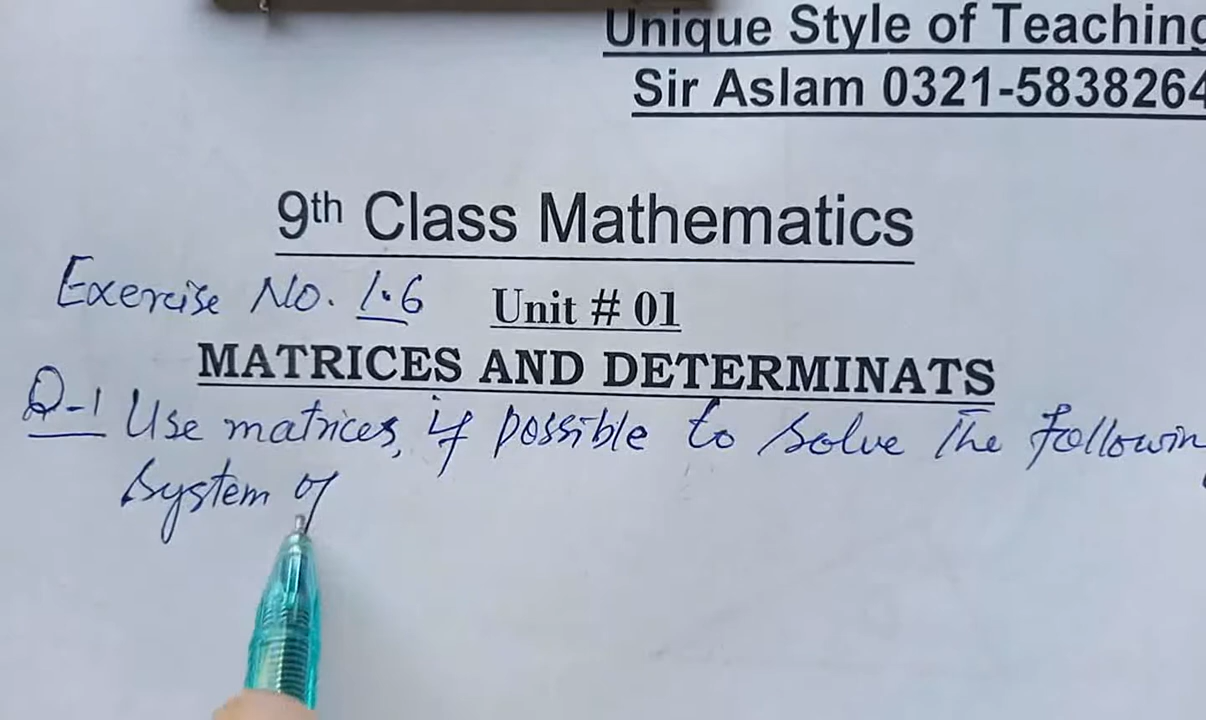 Unique Style of Teaching
Sir Aslam 0321-5838264
9th Class Mathematics
Exercise No. 1.6 Unit # 01
MATRICES AND DETERMINATS
Q-1 Use matrices, if possible to solve the followin
system of